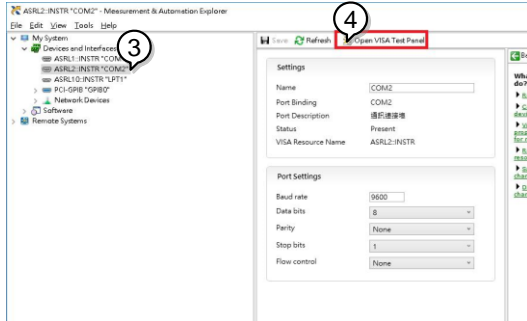 ASRL2::INSTR "COM2" - Measurement & Automation Explorer
File Edit View Tools Help
My System
Devices and Interfaces
ASRL1::INSTR "COM
ASRL2::INSTR "COM2"
ASRL10::INSTR "LPT1"
PCI-GPIB "GPIB0"
Network Devices
Software
Remote Systems
3
4
Save Refresh Open VISA Test Panel
Settings
Name COM2
Port Binding COM2
Port Description 通訊連接埠
Status Present
VISA Resource Name ASRL2::INSTR
Port Settings
Baud rate 9600
Data bits 8
Parity None
Stop bits 1
Flow control None
Wha
do?